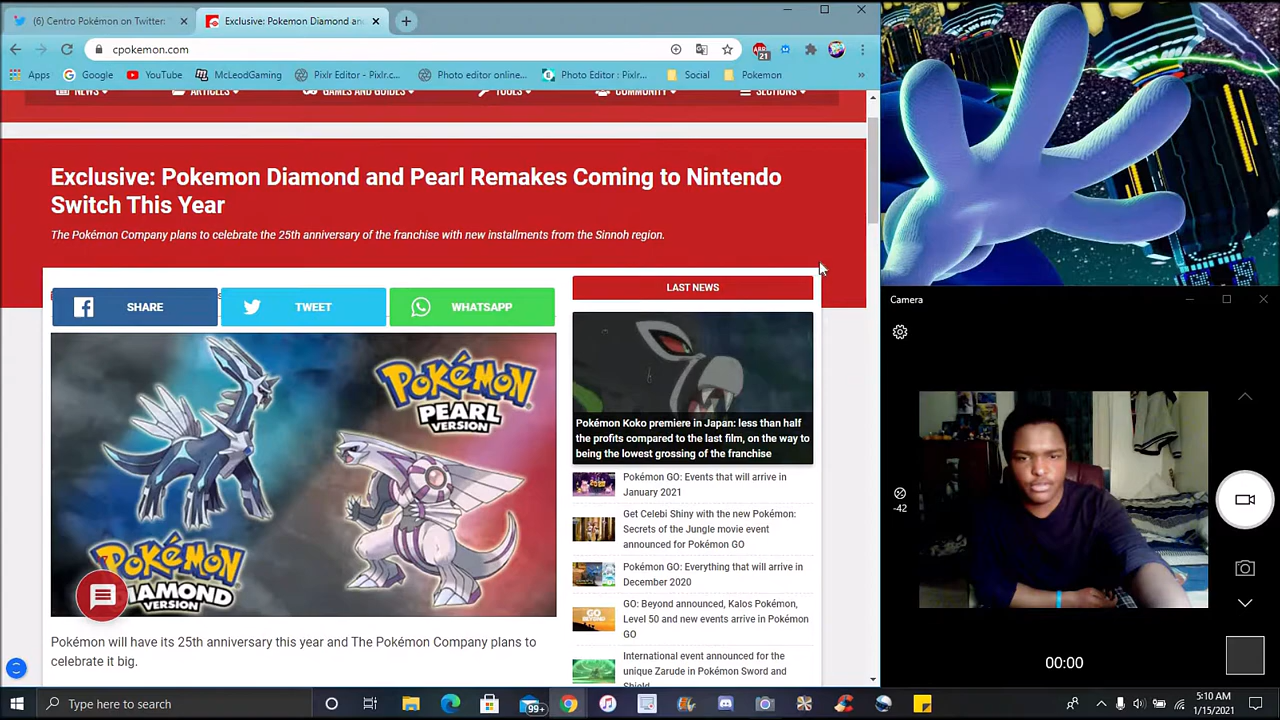 (6) Centro Pokémon on Twitter:
Exclusive: Pokemon Diamond an
cpokemon.com
ABP
21
Apps
Google
YouTube
McLeodGaming
Pixlr Editor - Pixlr.c...
Photo editor online...
Photo Editor : Pixlr...
Social
Pokemon
»
NEWS
ARTICLES
GAMES AND GUIDES
TOOLS
COMMUNITY
SECTIONS
Exclusive: Pokemon Diamond and Pearl Remakes Coming to Nintendo
Switch This Year
The Pokémon Company plans to celebrate the 25th anniversary of the franchise with new installments from the Sinnoh region.
SHARE
TWEET
WHATSAPP
POKéMON
PEARL
VERSION
POKéMON
DIAMOND
VERSION
Pokémon will have its 25th anniversary this year and The Pokémon Company plans to
celebrate it big.
LAST NEWS
Pokémon Koko premiere in Japan: less than half
the profits compared to the last film, on the way to
being the lowest grossing of the franchise
Pokémon GO: Events that will arrive in
January 2021
Get Celebi Shiny with the new Pokémon:
Secrets of the Jungle movie event
announced for Pokémon GO
Pokémon GO: Everything that will arrive in
December 2020
GO: Beyond announced, Kalos Pokémon,
Level 50 and new events arrive in Pokémon
GO
International event announced for the
unique Zarude in Pokémon Sword and
Shield
Camera
-42
00:00
Type here to search
99+
5:10 AM
1/15/2021